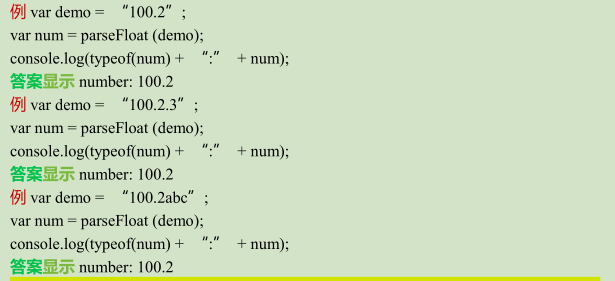 例 var demo = “100.2”;
var num = parseFloat (demo);
console.log(typeof(num) + “:” + num);
答案显示 number: 100.2
例 var demo = “100.2.3”;
var num = parseFloat (demo);
console.log(typeof(num) + “:” + num);
答案显示 number: 100.2
例 var demo = “100.2abc”;
var num = parseFloat (demo);
console.log(typeof(num) + “:” + num);
答案显示 number: 100.2